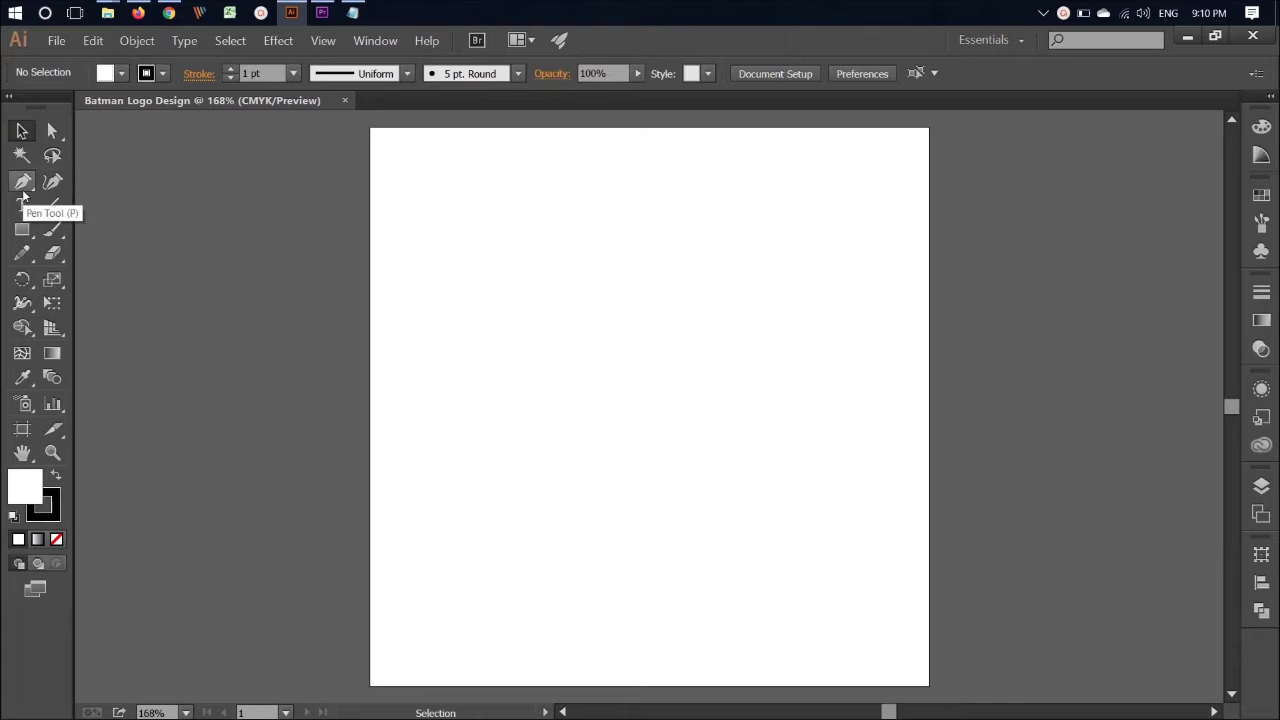 ENG 9:10 PM
Ai File Edit Object Type Select Effect View Window Help Br Essentials
No Selection Stroke: 1 pt Uniform 5 pt. Round Opacity: 100% Style: Document Setup Preferences
Batman Logo Design @ 168% (CMYK/Preview) ×
Pen Tool (P)
168% 1 Selection